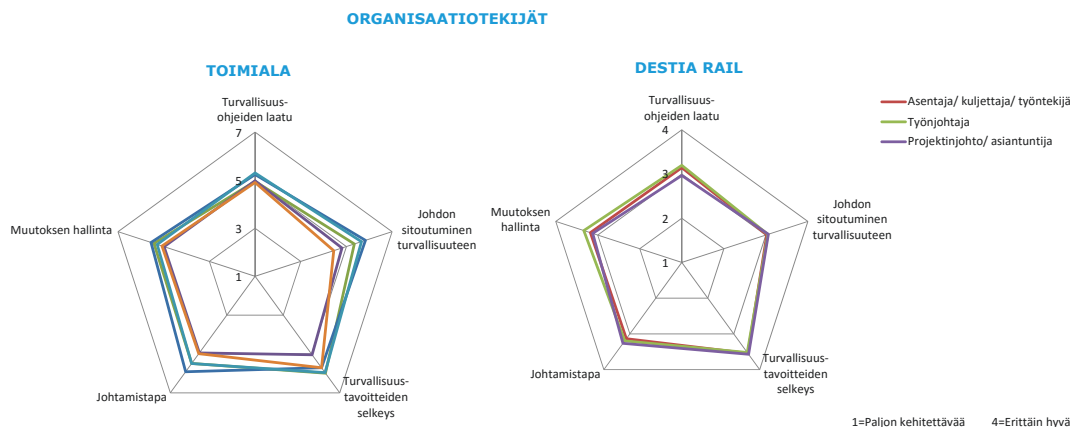 ORGANISAATIOTEKIJÄT
TOIMIALA
Turvallisuus-
ohjeiden laatu
7
5
3
1
Johdon
sitoutuminen
turvallisuuteen
Turvallisuus-
tavoitteiden
selkeys
Johtamistapa
Muutoksen hallinta
DESTIA RAIL
Turvallisuus-
ohjeiden laatu
4
3
2
1
Johdon
sitoutuminen
turvallisuuteen
Turvallisuus-
tavoitteiden
selkeys
Johtamistapa
Muutoksen
hallinta
Asentaja/ kuljettaja/ työntekijä
Työnjohtaja
Projektinjohto/ asiantuntija
1=Paljon kehitettävää 4=Erittäin hyvä